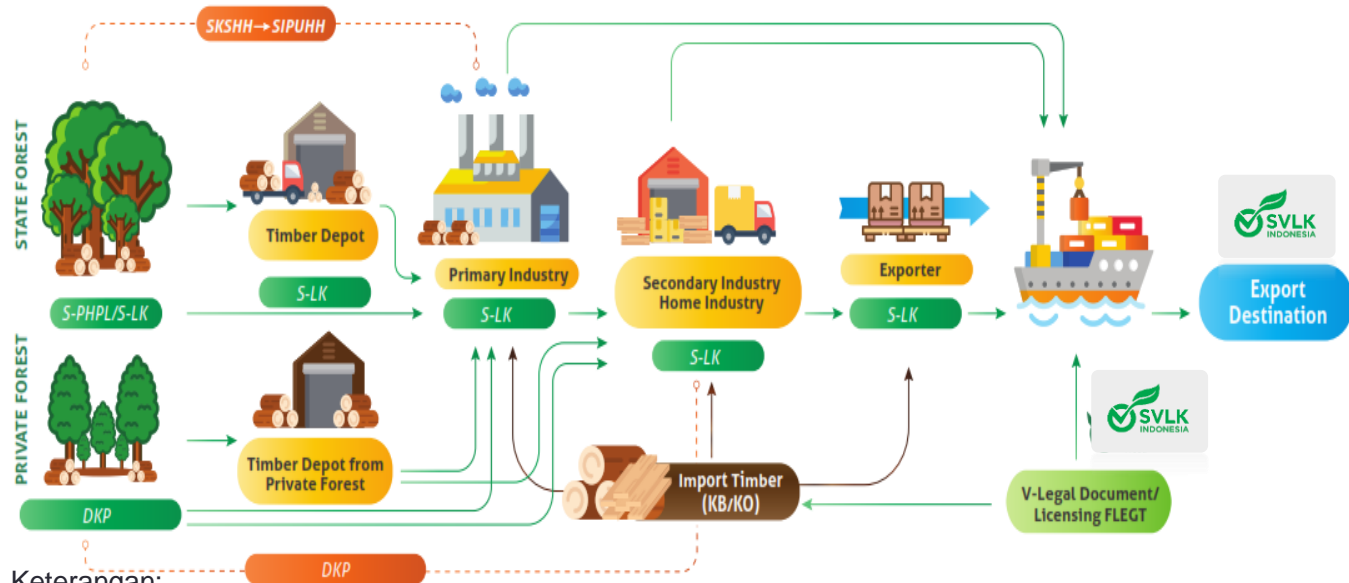 SKSHH→SIPUHH
STATE FOREST
Timber Depot
S-LK
S-PHPL/S-LK
Primary Industry
S-LK
Secondary Industry
Home Industry
S-LK
Exporter
S-LK
SVLK
INDONESIA
Export
Destination
PRIVATE FOREST
Timber Depot from
Private Forest
DKP
Import Timber
(KB/KO)
SVLK
INDONESIA
V-Legal Document/
Licensing FLEGT
DKP
Keterangan: